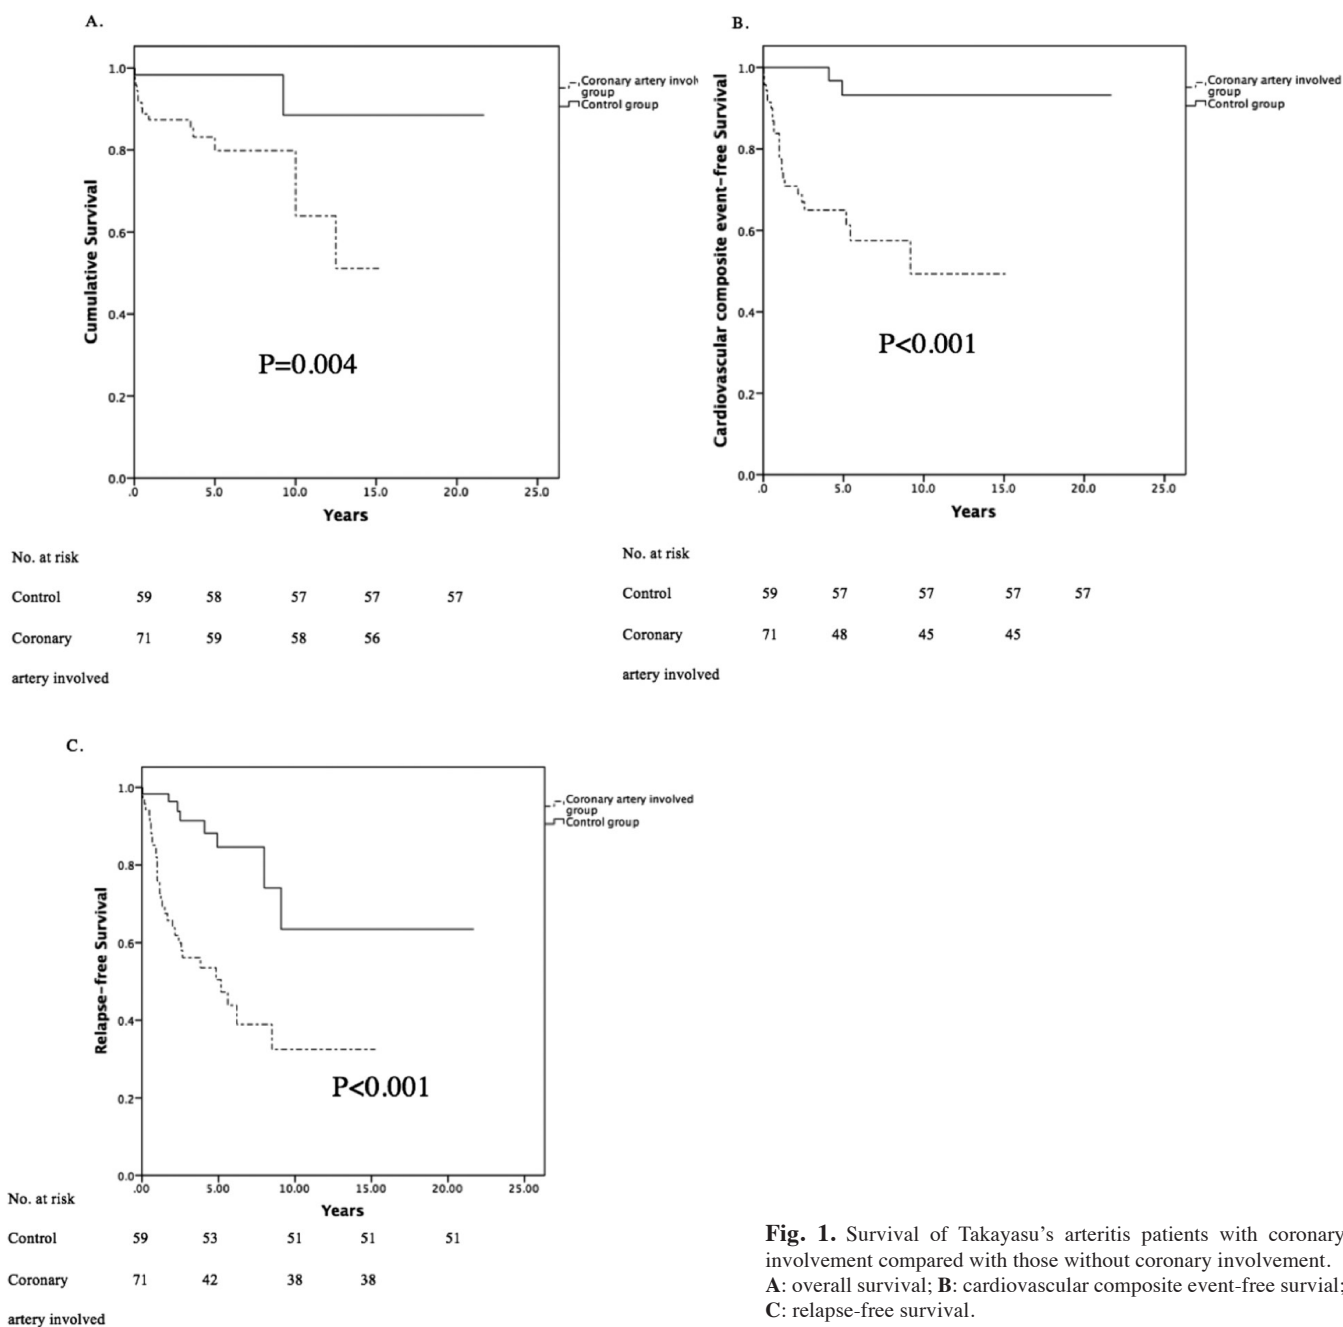 A.
1.0
0.8
0.6
0.4
0.2
0.0
.0 5.0 10.0 15.0 20.0 25.0
Cumulative Survival
Years
Coronary artery involv
group
Control group
P=0.004
No. at risk
Control 59 58 57 57 57
Coronary 71 59 58 56
artery involved
B.
1.0
0.8
0.6
0.4
0.2
0.0
.0 5.0 10.0 15.0 20.0 25.0
Cardiovascular composite event-free Survival
Years
Coronary artery involved
group
Control group
P<0.001
No. at risk
Control 59 57 57 57 57
Coronary 71 48 45 45
artery involved
C.
1.0
0.8
0.6
0.4
0.2
0.0
.00 5.00 10.00 15.00 20.00 25.00
Relapse-free Survival
Years
Coronary artery involved
group
Control group
P<0.001
No. at risk
Control 59 53 51 51 51
Coronary 71 42 38 38
artery involved
Fig. 1. Survival of Takayasu's arteritis patients with coronary
involvement compared with those without coronary involvement.
A: overall survival; B: cardiovascular composite event-free survial;
C: relapse-free survival.